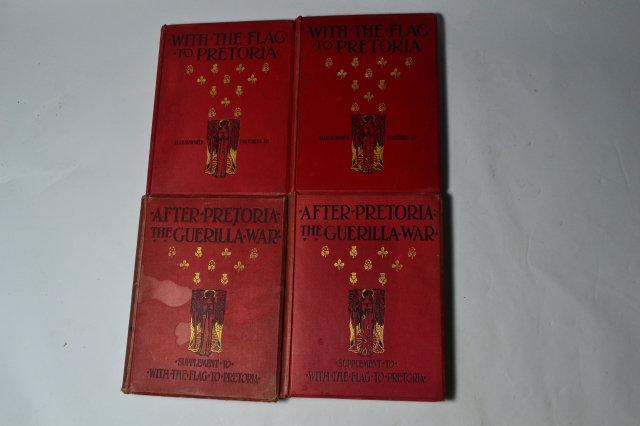 WITH·THE·FLAG
·TO·PRETORIA·
WITH·THE·FLAG
·TO·PRETORIA·
·AFTER·PRETORIA:
THE GUERILLA·WAR·
·SUPPLEMENT·TO·
·WITH·THE·FLAG·TO·PRETORIA·
·AFTER·PRETORIA:
THE GUERILLA·WAR·
·SUPPLEMENT·TO·
·WITH·THE·FLAG·TO·PRETORIA·